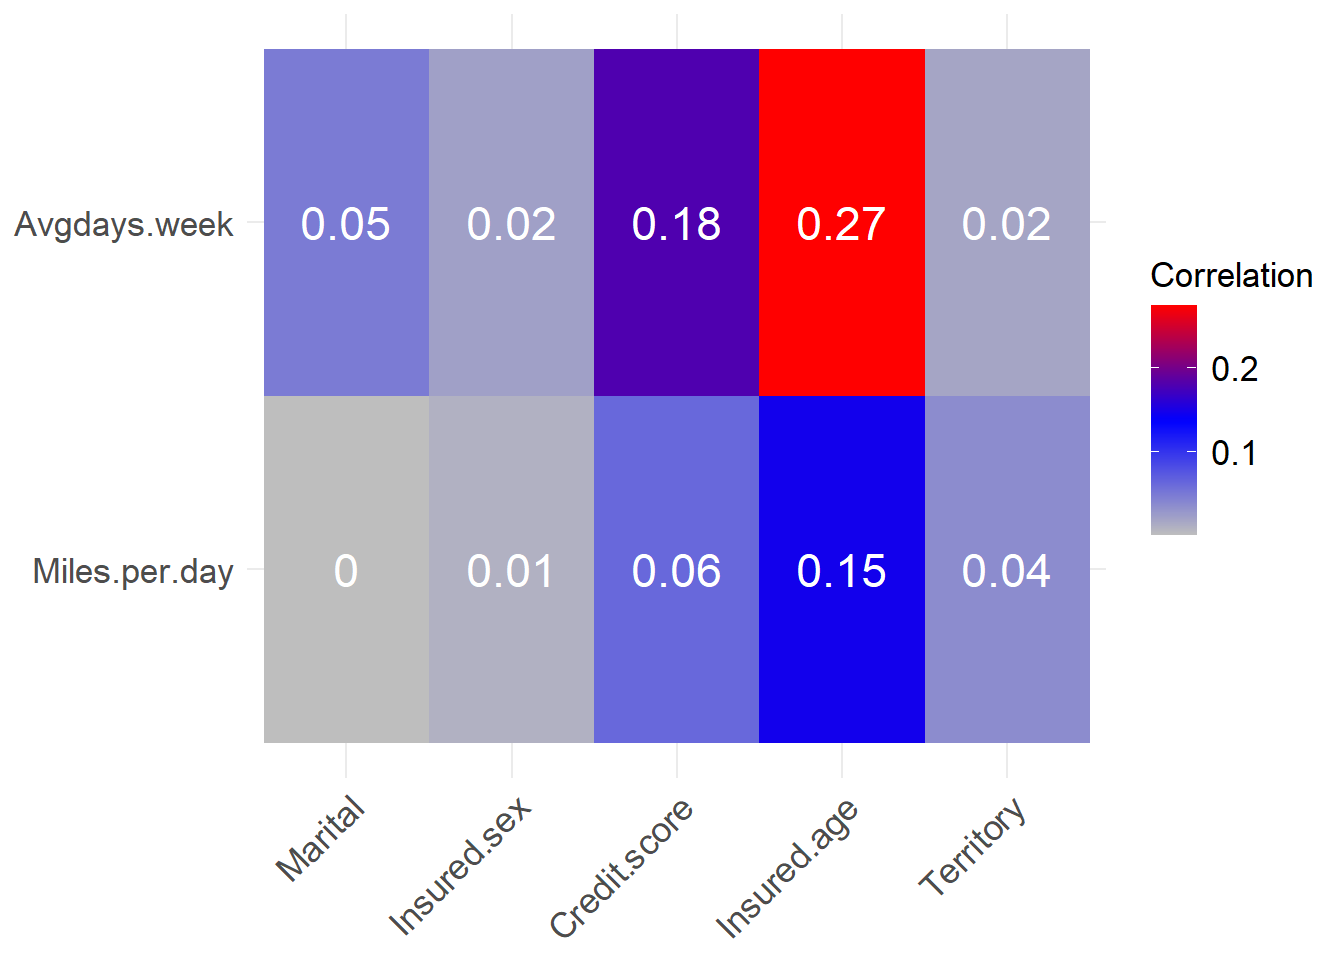 Avgdays.week
0.05
0.02
0.18
0.27
0.02
Miles.per.day
0
0.01
0.06
0.15
0.04
Marital
Insured.sex
Credit.score
Insured.age
Territory
Correlation
0.2
0.1